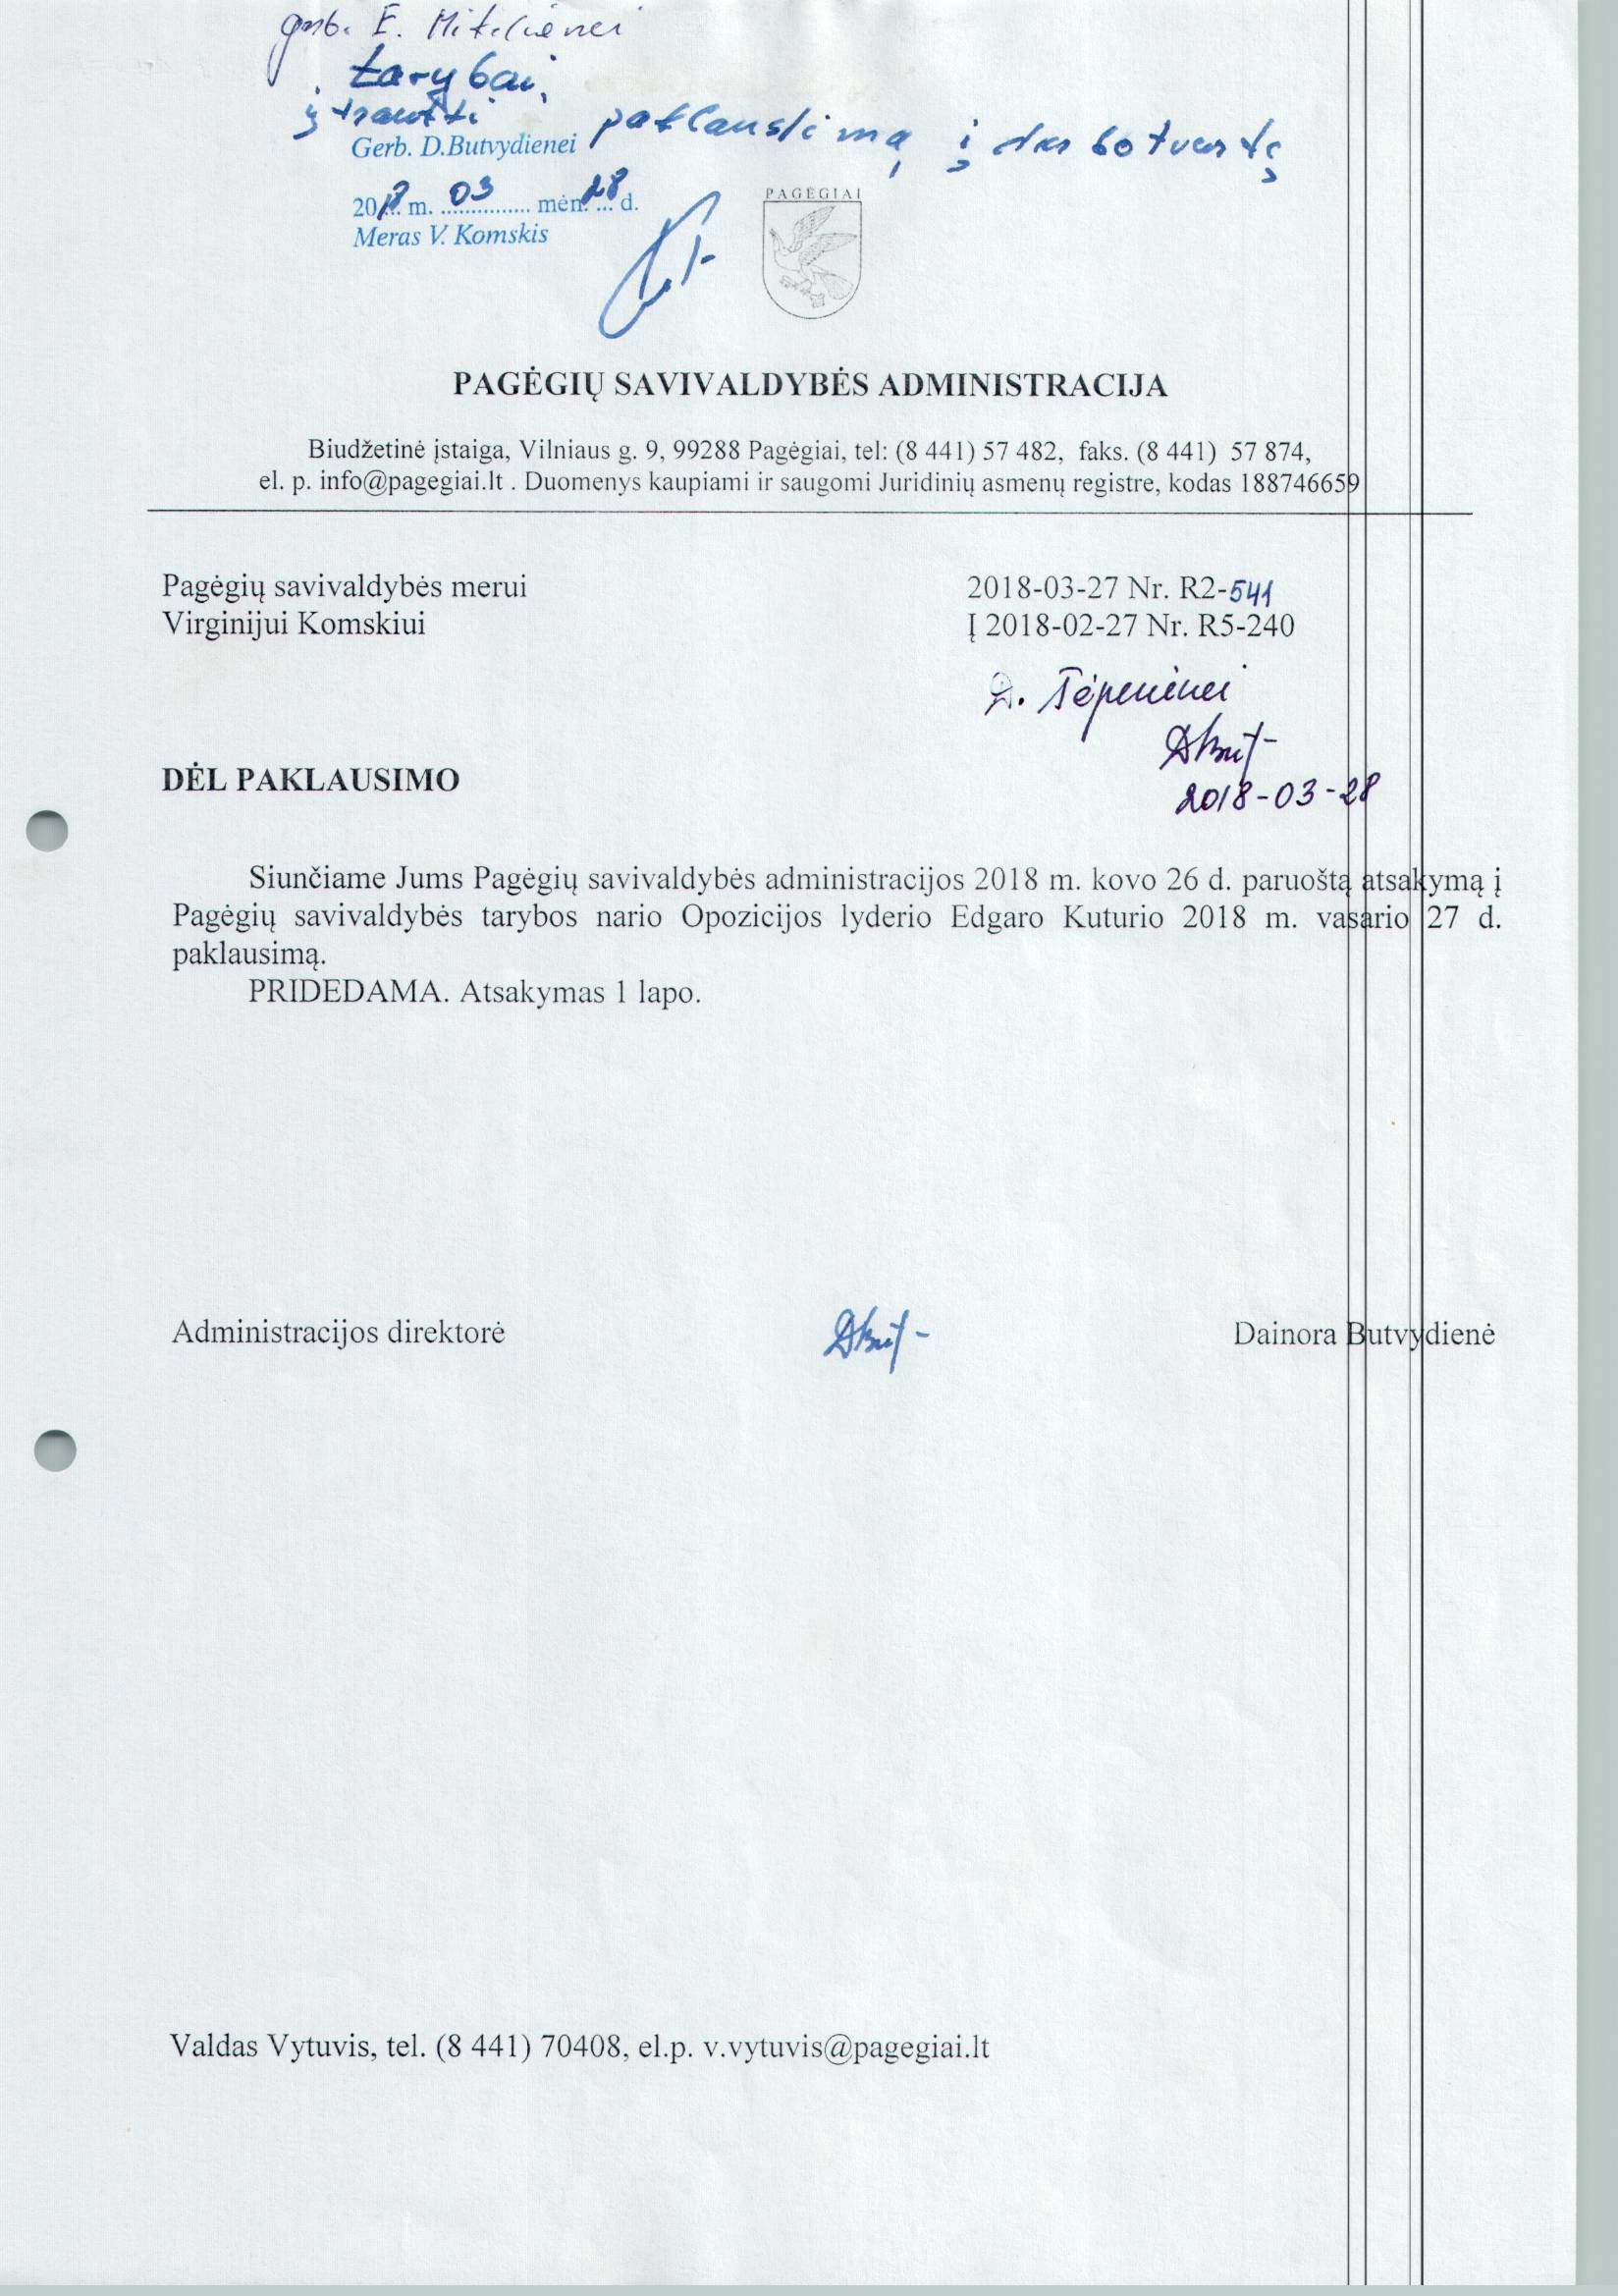 gerb. E. Mitelienei
tarybai,
įtraukti paklausimą į darbotvarkę
Gerb. D.Butvydienei
2018 m. 03 mėn. 28 d.
Meras V. Komskis
PAGĖGIAI
PAGĖGIŲ SAVIVALDYBĖS ADMINISTRACIJA
Biudžetinė įstaiga, Vilniaus g. 9, 99288 Pagėgiai, tel: (8 441) 57 482, faks. (8 441) 57 874,
el. p. info@pagegiai.lt . Duomenys kaupiami ir saugomi Juridinių asmenų registre, kodas 188746659
Pagėgių savivaldybės merui
Virginijui Komskiui
2018-03-27 Nr. R2-541
Į 2018-02-27 Nr. R5-240
2018-03-28
DĖL PAKLAUSIMO
Siunčiame Jums Pagėgių savivaldybės administracijos 2018 m. kovo 26 d. paruoštą atsakymą į
Pagėgių savivaldybės tarybos nario Opozicijos lyderio Edgaro Kuturio 2018 m. vasario 27 d.
paklausimą.
PRIDEDAMA. Atsakymas 1 lapo.
Administracijos direktorė
Dainora Butvydienė
Valdas Vytuvis, tel. (8 441) 70408, el.p. v.vytuvis@pagegiai.lt